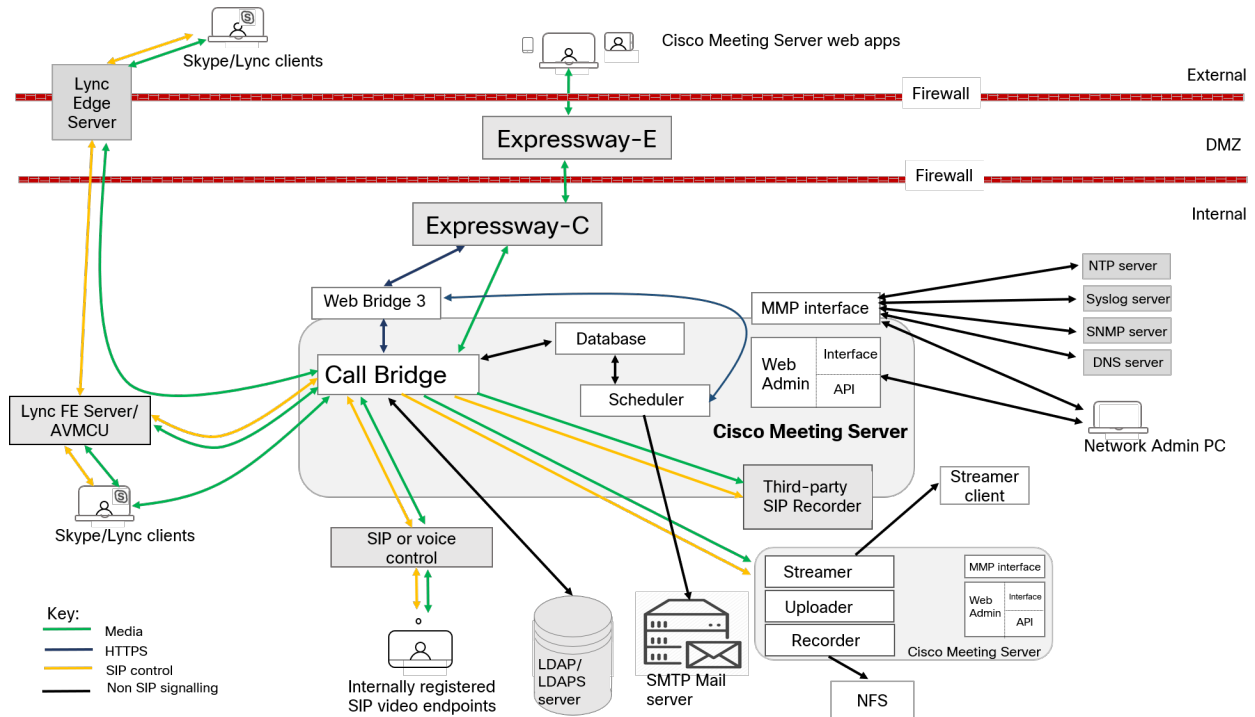 Skype/Lync clients
Cisco Meeting Server web apps
External
Lync
Edge
Server
Firewall
Expressway-E
DMZ
Firewall
Expressway-C
Internal
NTP server
Web Bridge 3
MMP interface
Syslog server
SNMP server
DNS server
Database
Web
Admin
Interface
API
Call Bridge
Scheduler
Lync FE Server/
AVMCU
Cisco Meeting Server
Network Admin PC
S
S
Skype/Lync clients
Third-party
SIP Recorder
Streamer
client
SIP or voice
control
Streamer
Uploader
Recorder
MMP interface
Web
Admin
Interface
API
Cisco Meeting Server
Key:
Media
HTTPS
SIP control
Non SIP signalling
Internally registered
SIP video endpoints
LDAP/
LDAPS
server
SMTP Mail
server
NFS